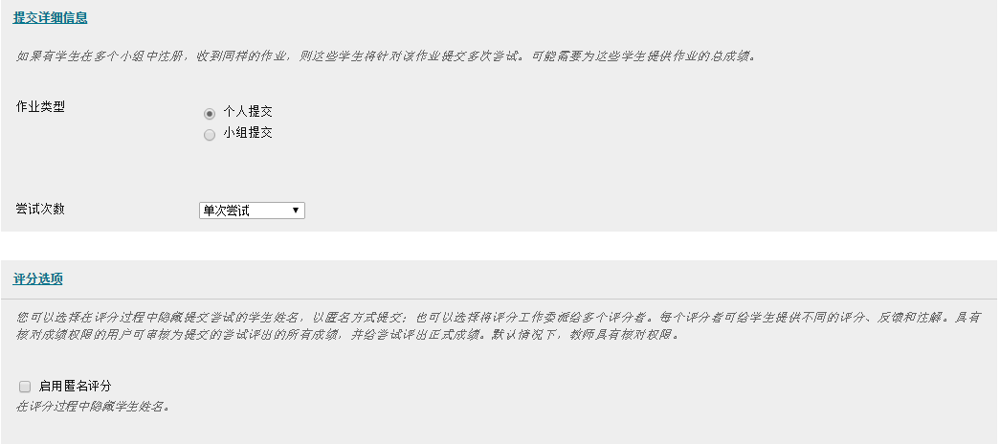 提交详细信息
如果有学生在多个小组中注册，收到同样的作业，则这些学生将针对该作业提交多次尝试。可能需要为这些学生提供作业的总成绩。
作业类型
个人提交
小组提交
尝试次数
单次尝试
评分选项
您可以选择在评分过程中隐藏提交尝试的学生姓名，以匿名方式提交；也可以选择将评分工作委派给多个评分者。每个评分者可给学生提供不同的评分、反馈和注解。具有
核对成绩权限的用户可审核为提交的尝试评出的所有成绩，并给尝试评出正式成绩。默认情况下，教师具有核对权限。
启用匿名评分
在评分过程中隐藏学生姓名。